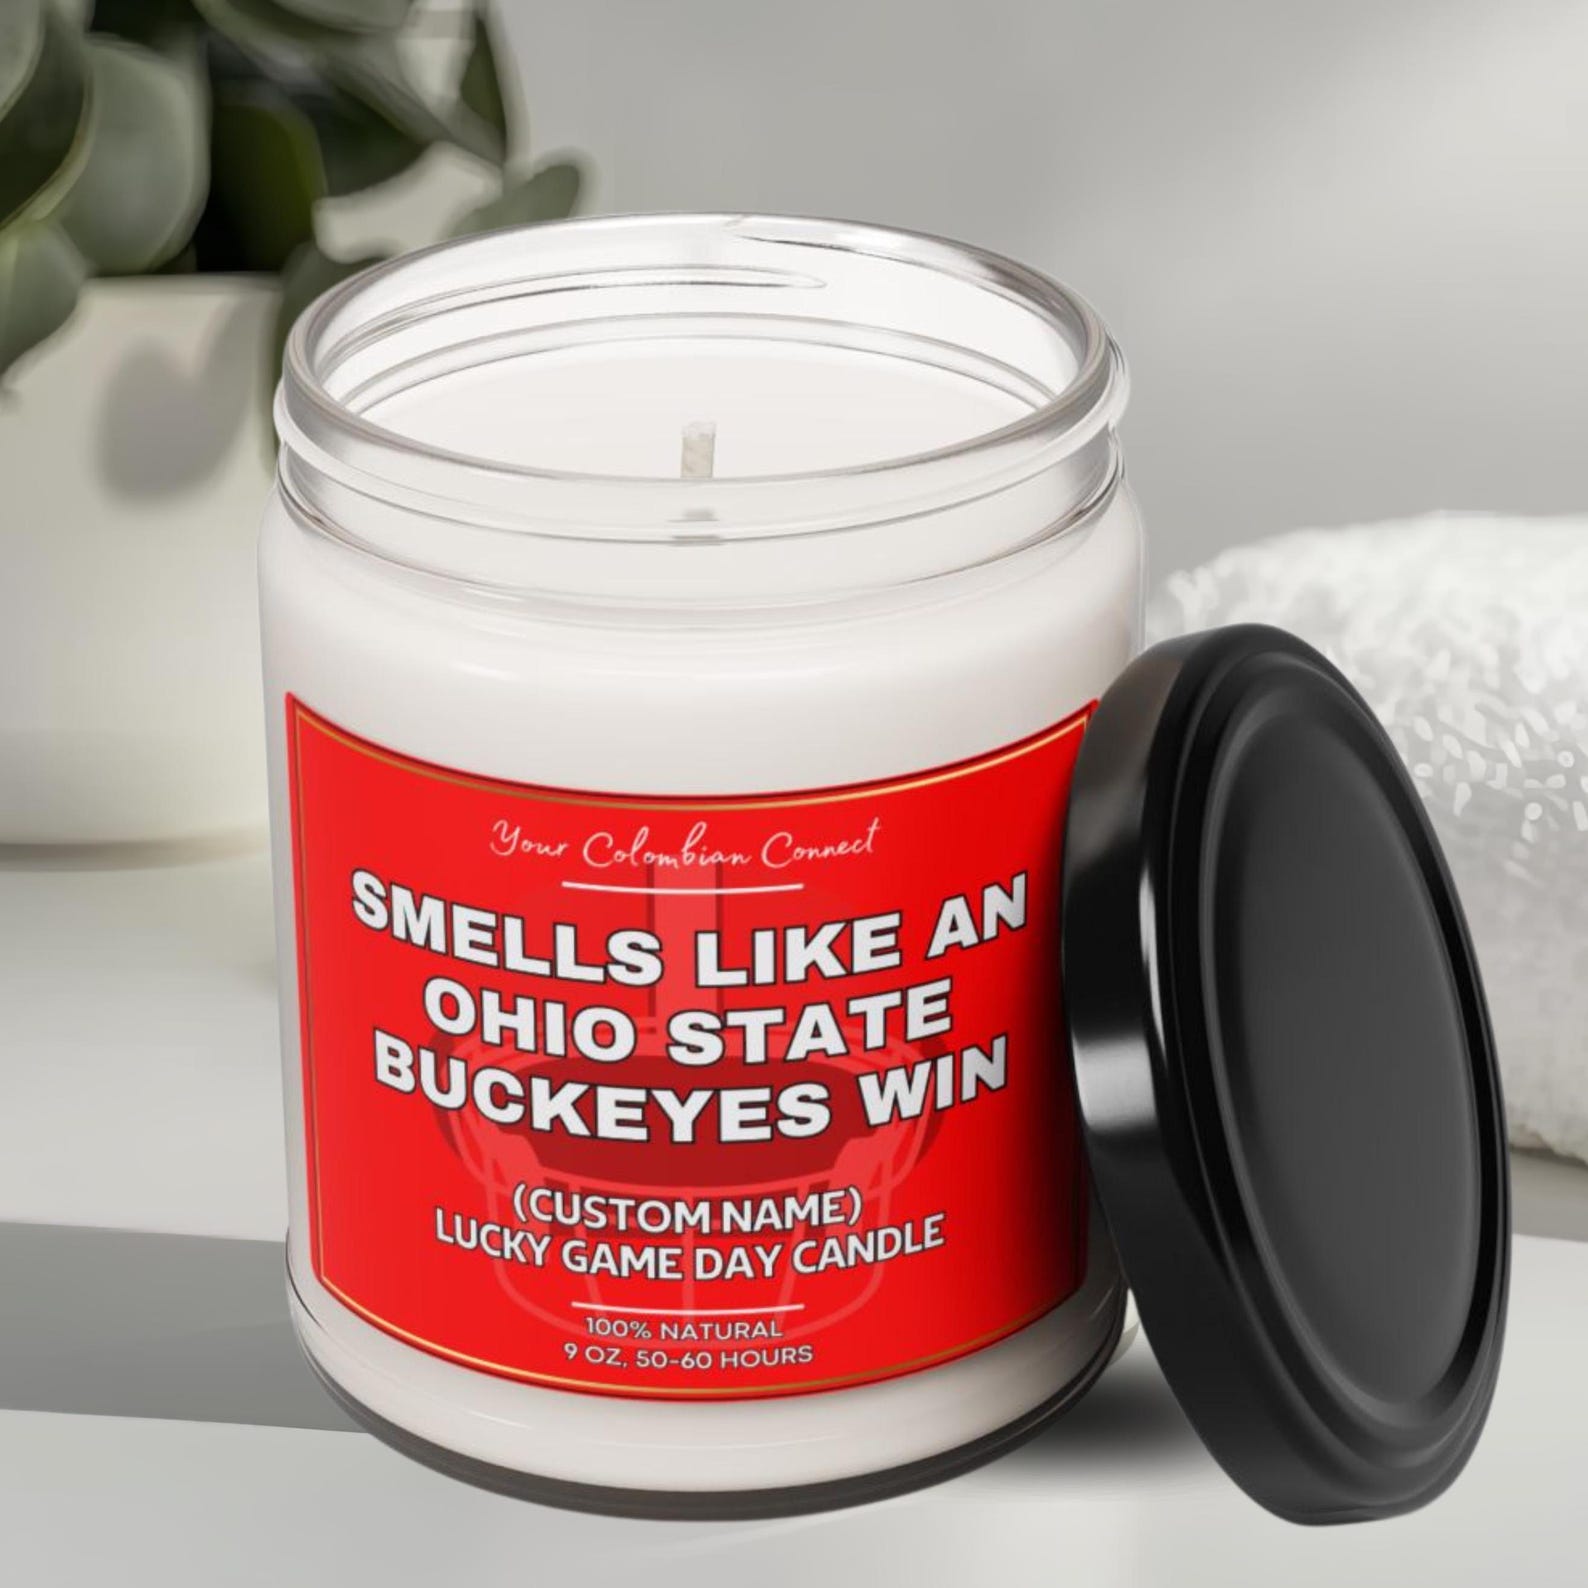 Your Colombian Connect
SMELLS LIKE AN
OHIO STATE
BUCKEYES WIN
(CUSTOM NAME)
LUCKY GAME DAY CANDLE
100% NATURAL
9 OZ, 50-60 HOURS